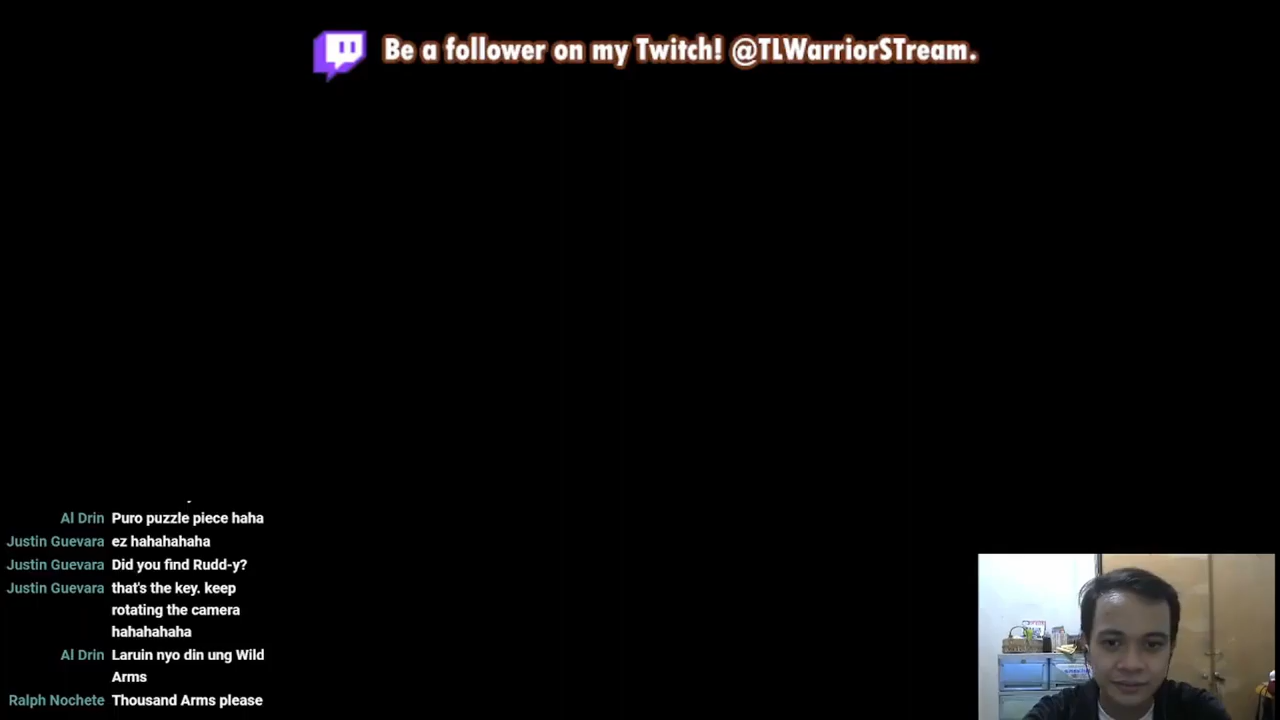 Be a follower on my Twitch! @TLWarriorSTream.
Al Drin Puro puzzle piece haha
Justin Guevara ez hahahahaha
Justin Guevara Did you find Rudd-y?
Justin Guevara that's the key. keep
rotating the camera
hahahahaha
Al Drin Laruin nyo din ung Wild
Arms
Ralph Nochete Thousand Arms please